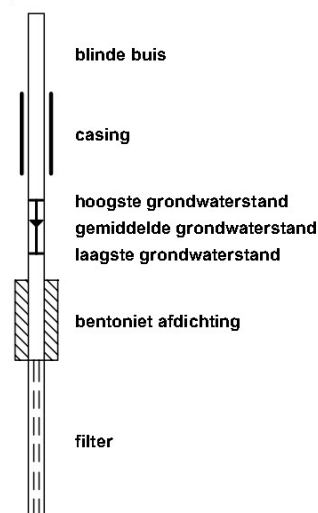 blinde buis
casing
hoogste grondwaterstand
gemiddelde grondwaterstand
laagste grondwaterstand
bentoniet afdichting
filter